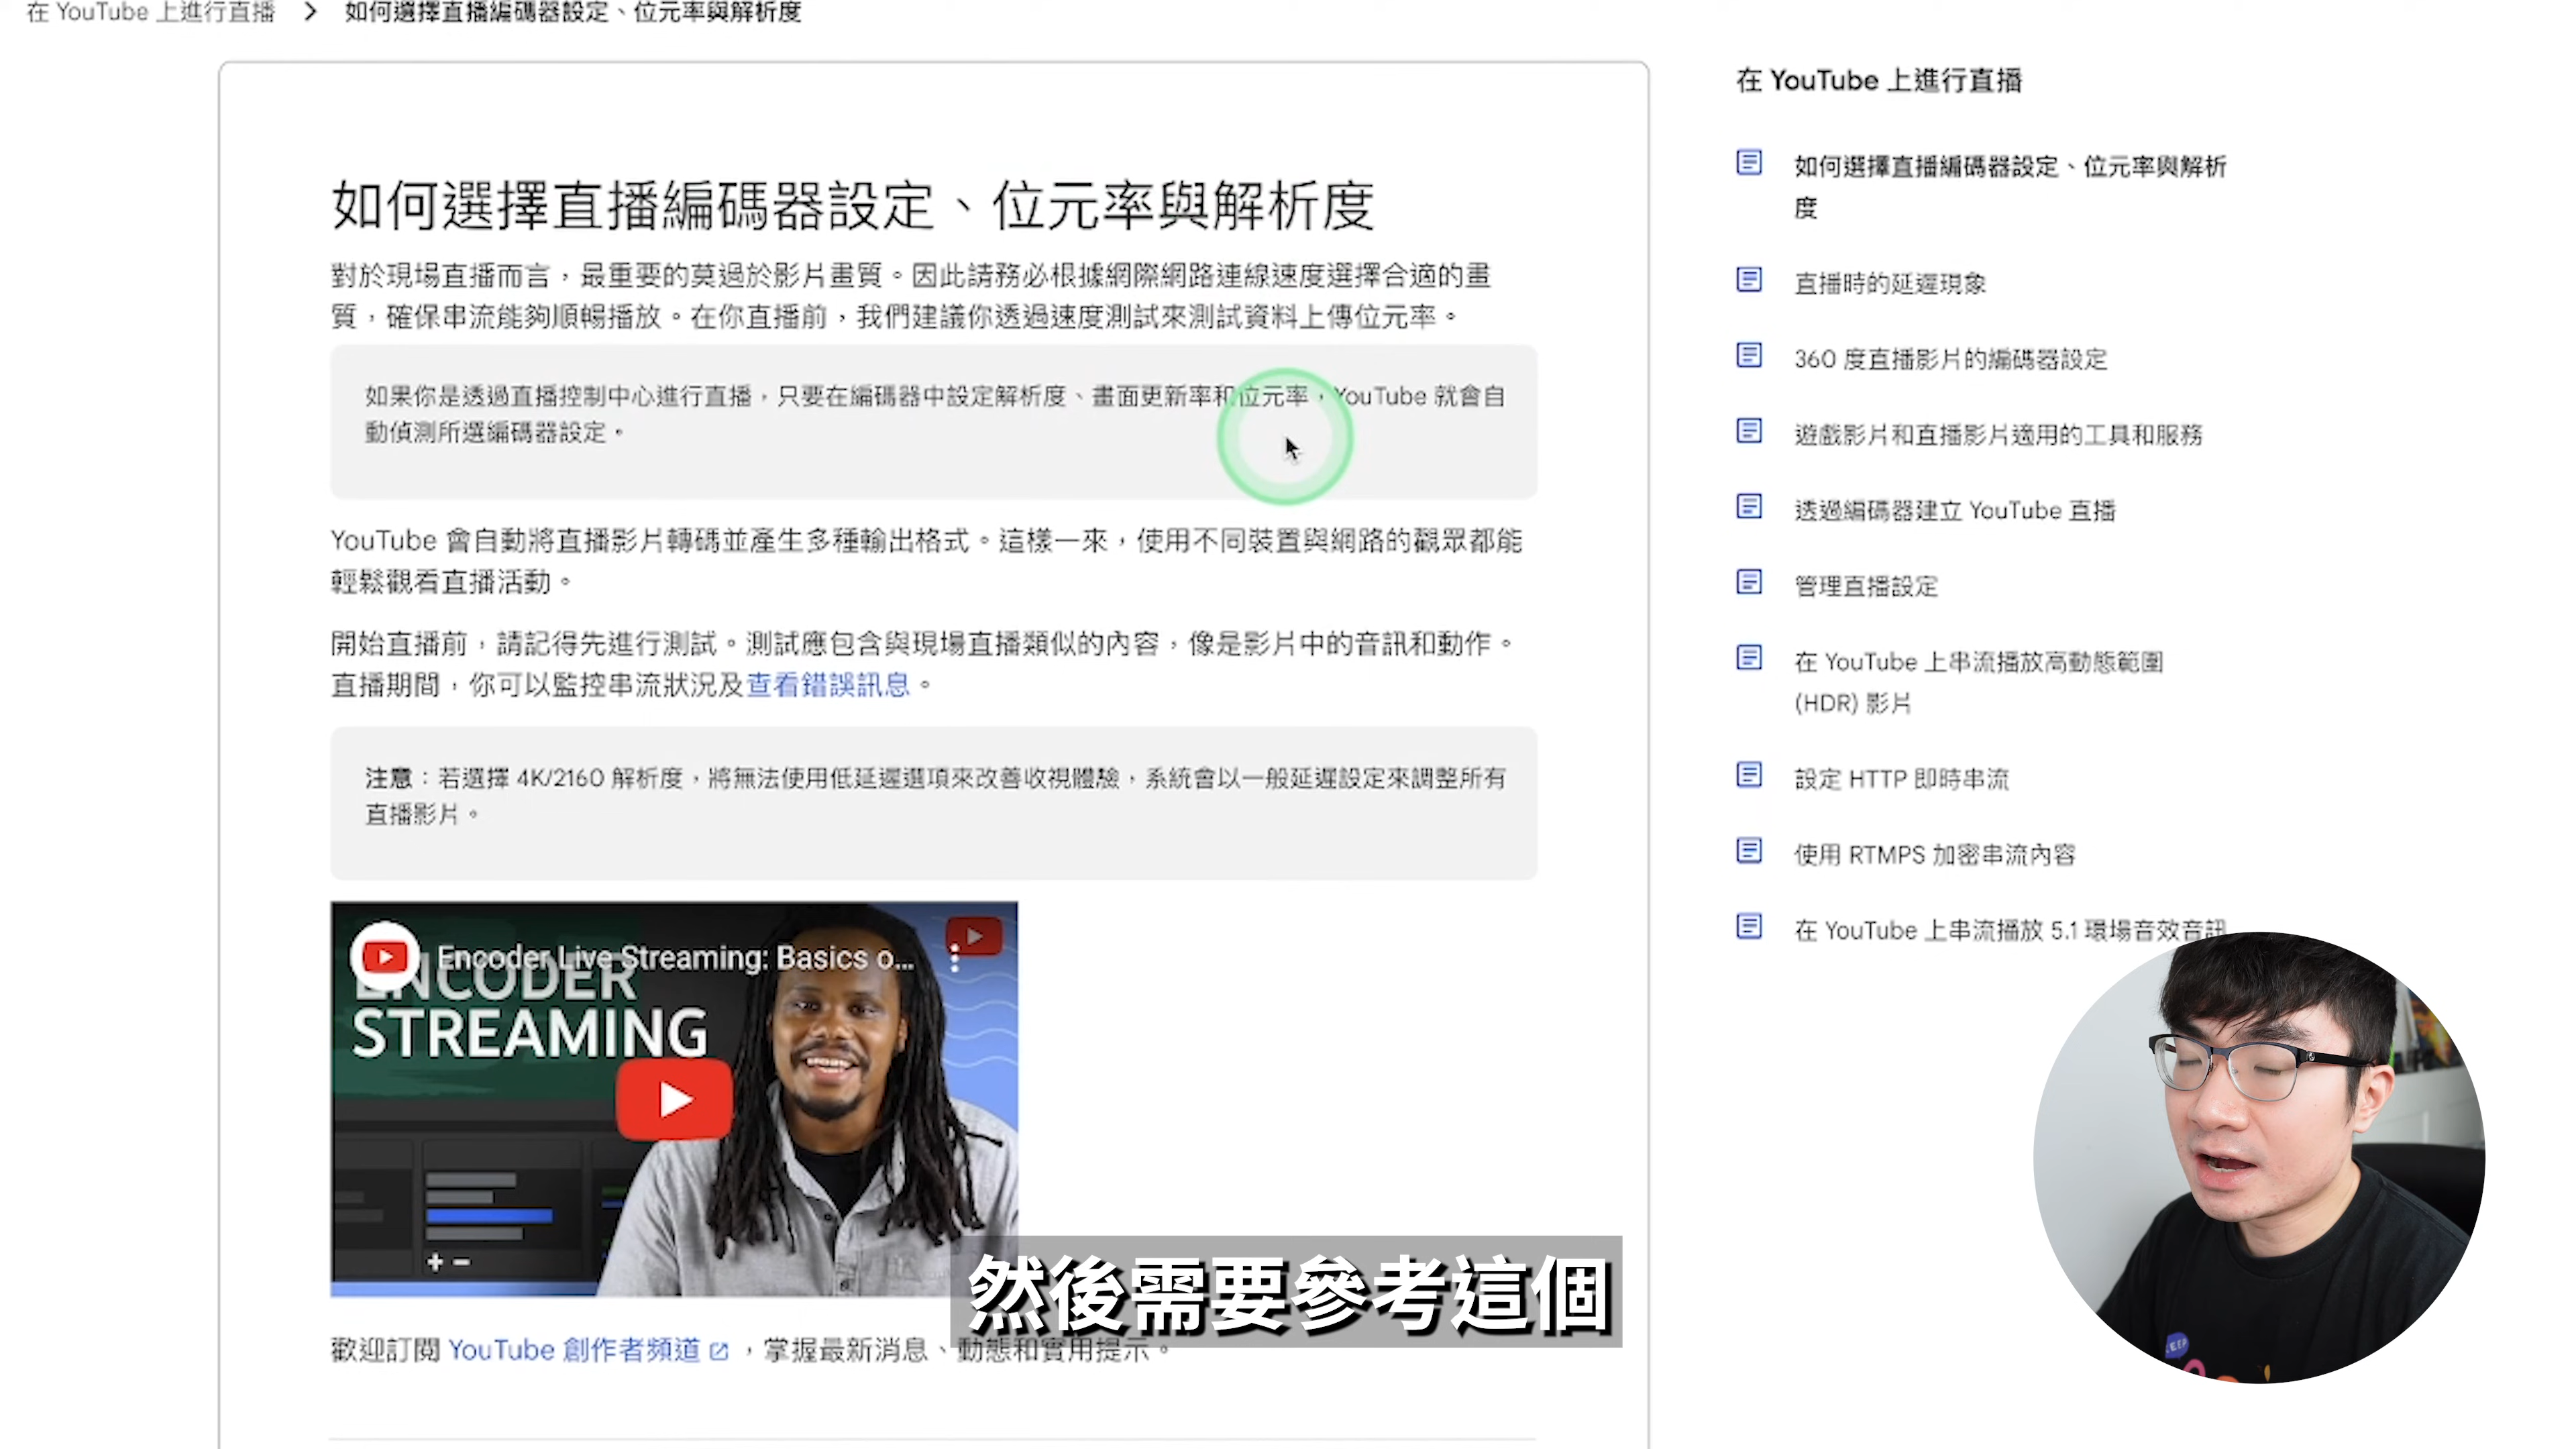 在 YouTube 上進行直播 > 如何選擇直播編碼器設定、位元率與解析度
如何選擇直播編碼器設定、位元率與解析度
對於現場直播而言，最重要的莫過於影片畫質。因此請務必根據網際網路連線速度選擇合適的畫
質，確保串流能夠順暢播放。在你直播前，我們建議你透過速度測試來測試資料上傳位元率。
如果你是透過直播控制中心進行直播，只要在編碼器中設定解析度、畫面更新率和位元率，YouTube 就會自
動偵測所選編碼器設定。
YouTube 會自動將直播影片轉碼並產生多種輸出格式。這樣一來，使用不同裝置與網路的觀眾都能
輕鬆觀看直播活動。
開始直播前，請記得先進行測試。測試應包含與現場直播類似的內容，像是影片中的音訊和動作。
直播期間，你可以監控串流狀況及查看錯誤訊息。
注意：若選擇 4K/2160 解析度，將無法使用低延遲選項來改善收視體驗，系統會以一般延遲設定來調整所有
直播影片。
Encoder Live Streaming: Basics o...
ENCODER
STREAMING
然後需要參考這個
歡迎訂閱 YouTube 創作者頻道，掌握最新消息、動態和實用提示。
在 YouTube 上進行直播
如何選擇直播編碼器設定、位元率與解析
度
直播時的延遲現象
360 度直播影片的編碼器設定
遊戲影片和直播影片適用的工具和服務
透過編碼器建立 YouTube 直播
管理直播設定
在 YouTube 上串流播放高動態範圍
(HDR) 影片
設定 HTTP 即時串流
使用 RTMPS 加密串流內容
在 YouTube 上串流播放 5.1 環場音效音訊